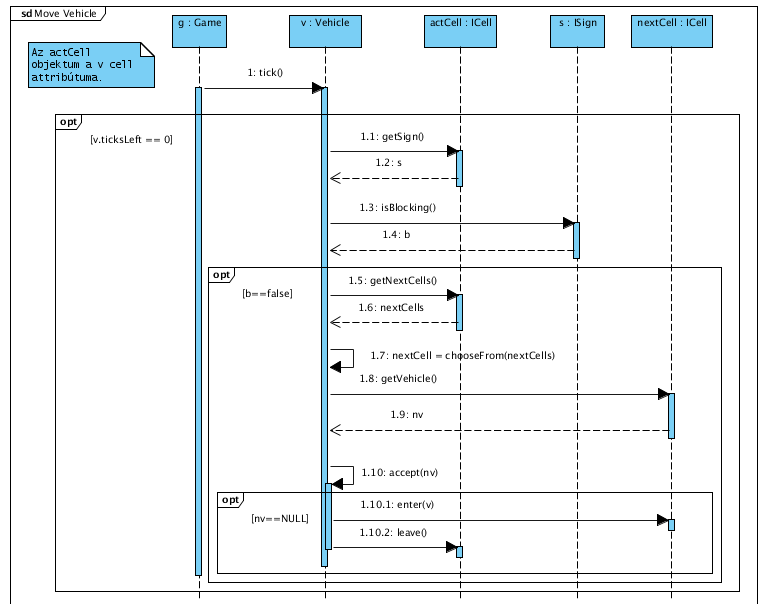 sd Move Vehicle
g : Game
v : Vehicle
actCell : ICell
s : ISign
nextCell : ICell
Az actCell
objektum a v cell
attribútuma.
1: tick()
opt
[v.ticksLeft == 0]
1.1: getSign()
1.2: s
1.3: isBlocking()
1.4: b
opt
[b==false]
1.5: getNextCells()
1.6: nextCells
1.7: nextCell = chooseFrom(nextCells)
1.8: getVehicle()
1.9: nv
1.10: accept(nv)
opt
[nv==NULL]
1.10.1: enter(v)
1.10.2: leave()